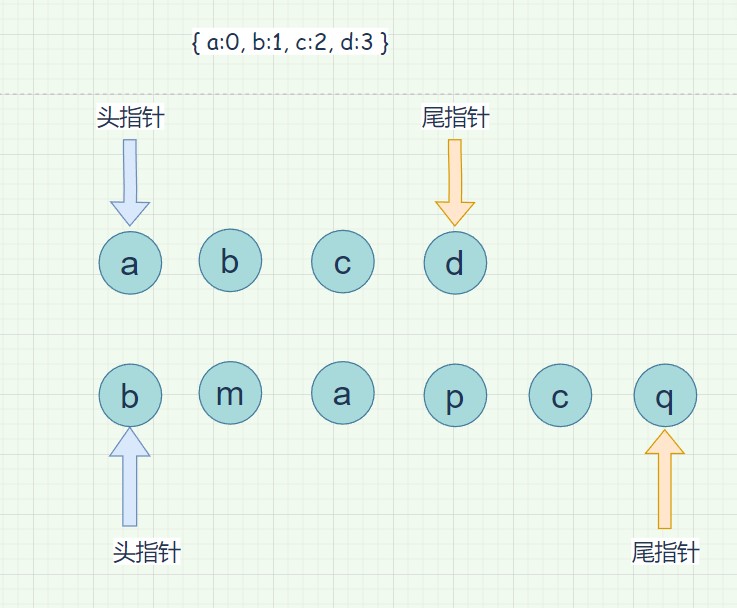 { a:0, b:1, c:2, d:3 }
头指针 尾指针
a b c d
b m a p c q
头指针 尾指针